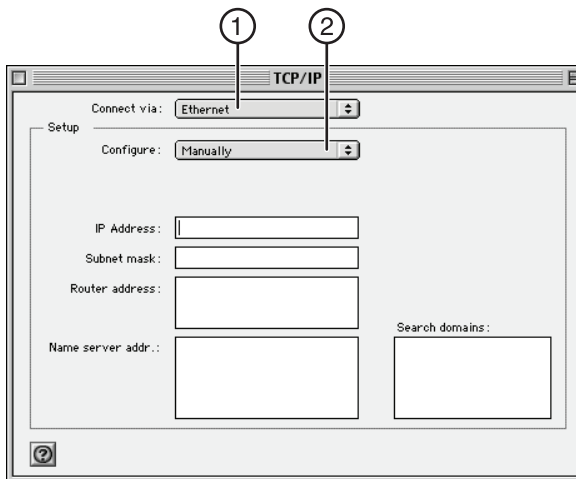 1 2
TCP/IP
Connect via: Ethernet
Setup
Configure: Manually
IP Address:
Subnet mask:
Router address:
Search domains:
Name server addr.:
?